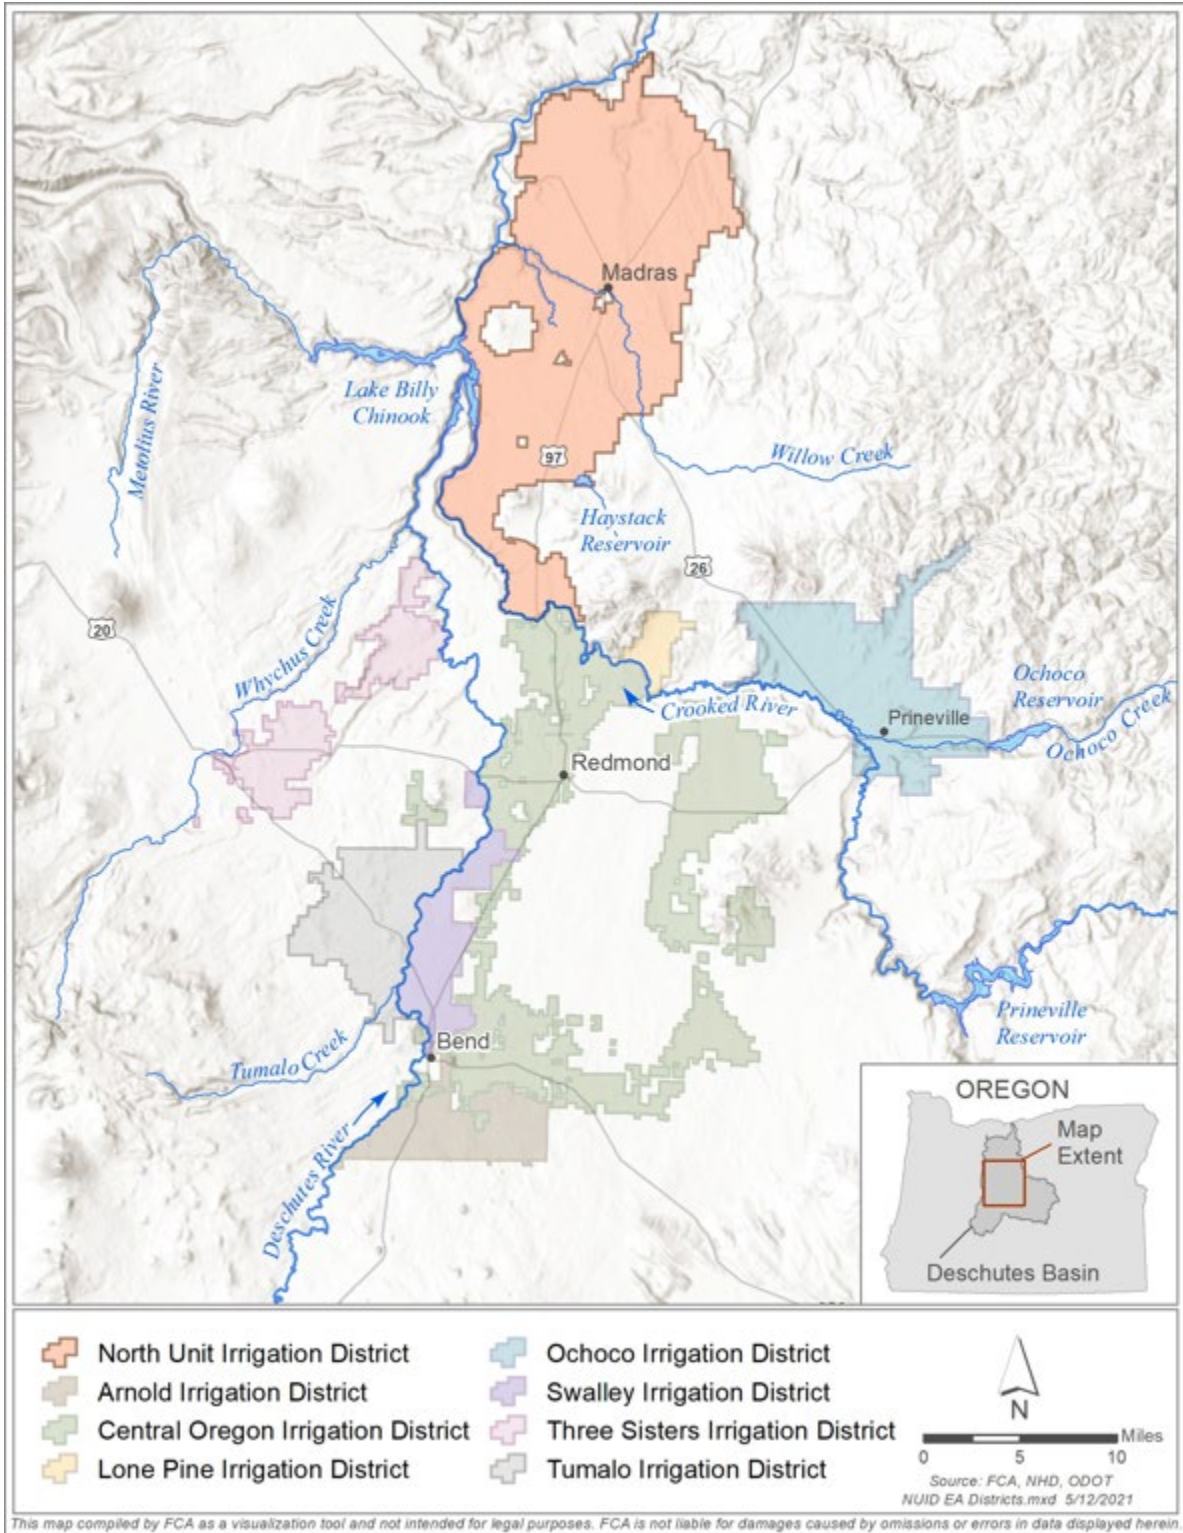 Madras
Lake Billy
Chinook
Metolius River
97
Willow Creek
Haystack
Reservoir
26
20
Whychus Creek
Ochoco
Reservoir
Crooked River
Prineville
Ochoco Creek
Redmond
Prineville
Reservoir
Tumalo Creek
Bend
Deschutes River
OREGON
Map
Extent
Deschutes Basin
North Unit Irrigation District
Arnold Irrigation District
Central Oregon Irrigation District
Lone Pine Irrigation District
Ochoco Irrigation District
Swalley Irrigation District
Three Sisters Irrigation District
Tumalo Irrigation District
N
Miles
0 5 10
Source: FCA, NHD, ODOT
NUID EA Districts.mxd 5/12/2021
This map compiled by FCA as a visualization tool and not intended for legal purposes. FCA is not liable for damages caused by omissions or errors in data displayed herein.